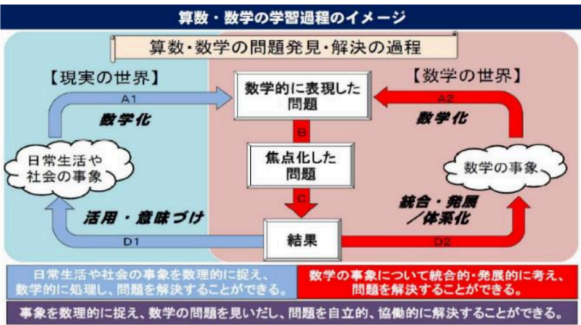 算数・数学の学習過程のイメージ
算数・数学の問題発見・解決の過程
【現実の世界】
【数学の世界】
A1
数学化
数学的に表現した
問題
A2
数学化
B
日常生活や
社会の事象
焦点化した
問題
数学の事象
C
活用・意味づけ
D1
結果
統合・発展
/体系化
D2
日常生活や社会の事象を数理的に捉え、
数学的に処理し、問題を解決することができる。
数学の事象について統合的・発展的に考え、
問題を解決することができる。
事象を数理的に捉え、数学の問題を見いだし、問題を自立的、協働的に解決することができる。